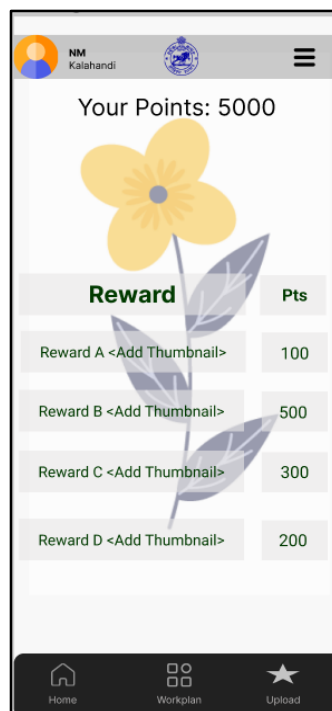 NM
Kalahandi
Your Points: 5000
Reward Pts
Reward A <Add Thumbnail> 100
Reward B <Add Thumbnail> 500
Reward C <Add Thumbnail> 300
Reward D <Add Thumbnail> 200
Home Workplan Upload